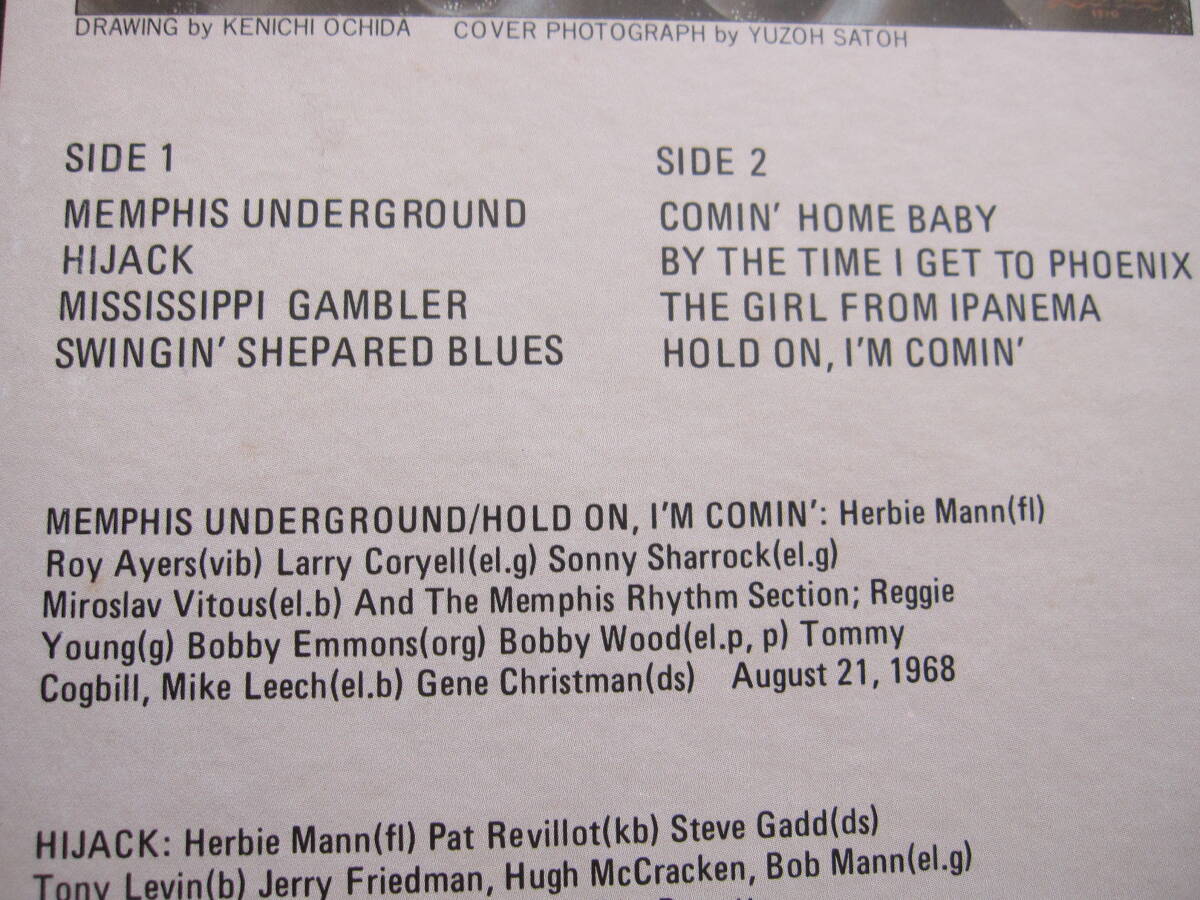 DRAWING by KENICHI OCHIDA COVER PHOTOGRAPH by YUZOH SATOH
SIDE 1
MEMPHIS UNDERGROUND
HIJACK
MISSISSIPPI GAMBLER
SWINGIN' SHEPARED BLUES
SIDE 2
COMIN' HOME BABY
BY THE TIME I GET TO PHOENIX
THE GIRL FROM IPANEMA
HOLD ON, I'M COMIN'
MEMPHIS UNDERGROUND/HOLD ON, I'M COMIN': Herbie Mann(fl)
Roy Ayers(vib) Larry Coryell(el.g) Sonny Sharrock(el.g)
Miroslav Vitous(el.b) And The Memphis Rhythm Section; Reggie
Young(g) Bobby Emmons(org) Bobby Wood(el.p, p) Tommy
Cogbill, Mike Leech(el.b) Gene Christman(ds) August 21, 1968
HIJACK: Herbie Mann(fl) Pat Revillot(kb) Steve Gadd(ds)
Tony Levin(b) Jerry Friedman, Hugh McCracken, Bob Mann(el.g)